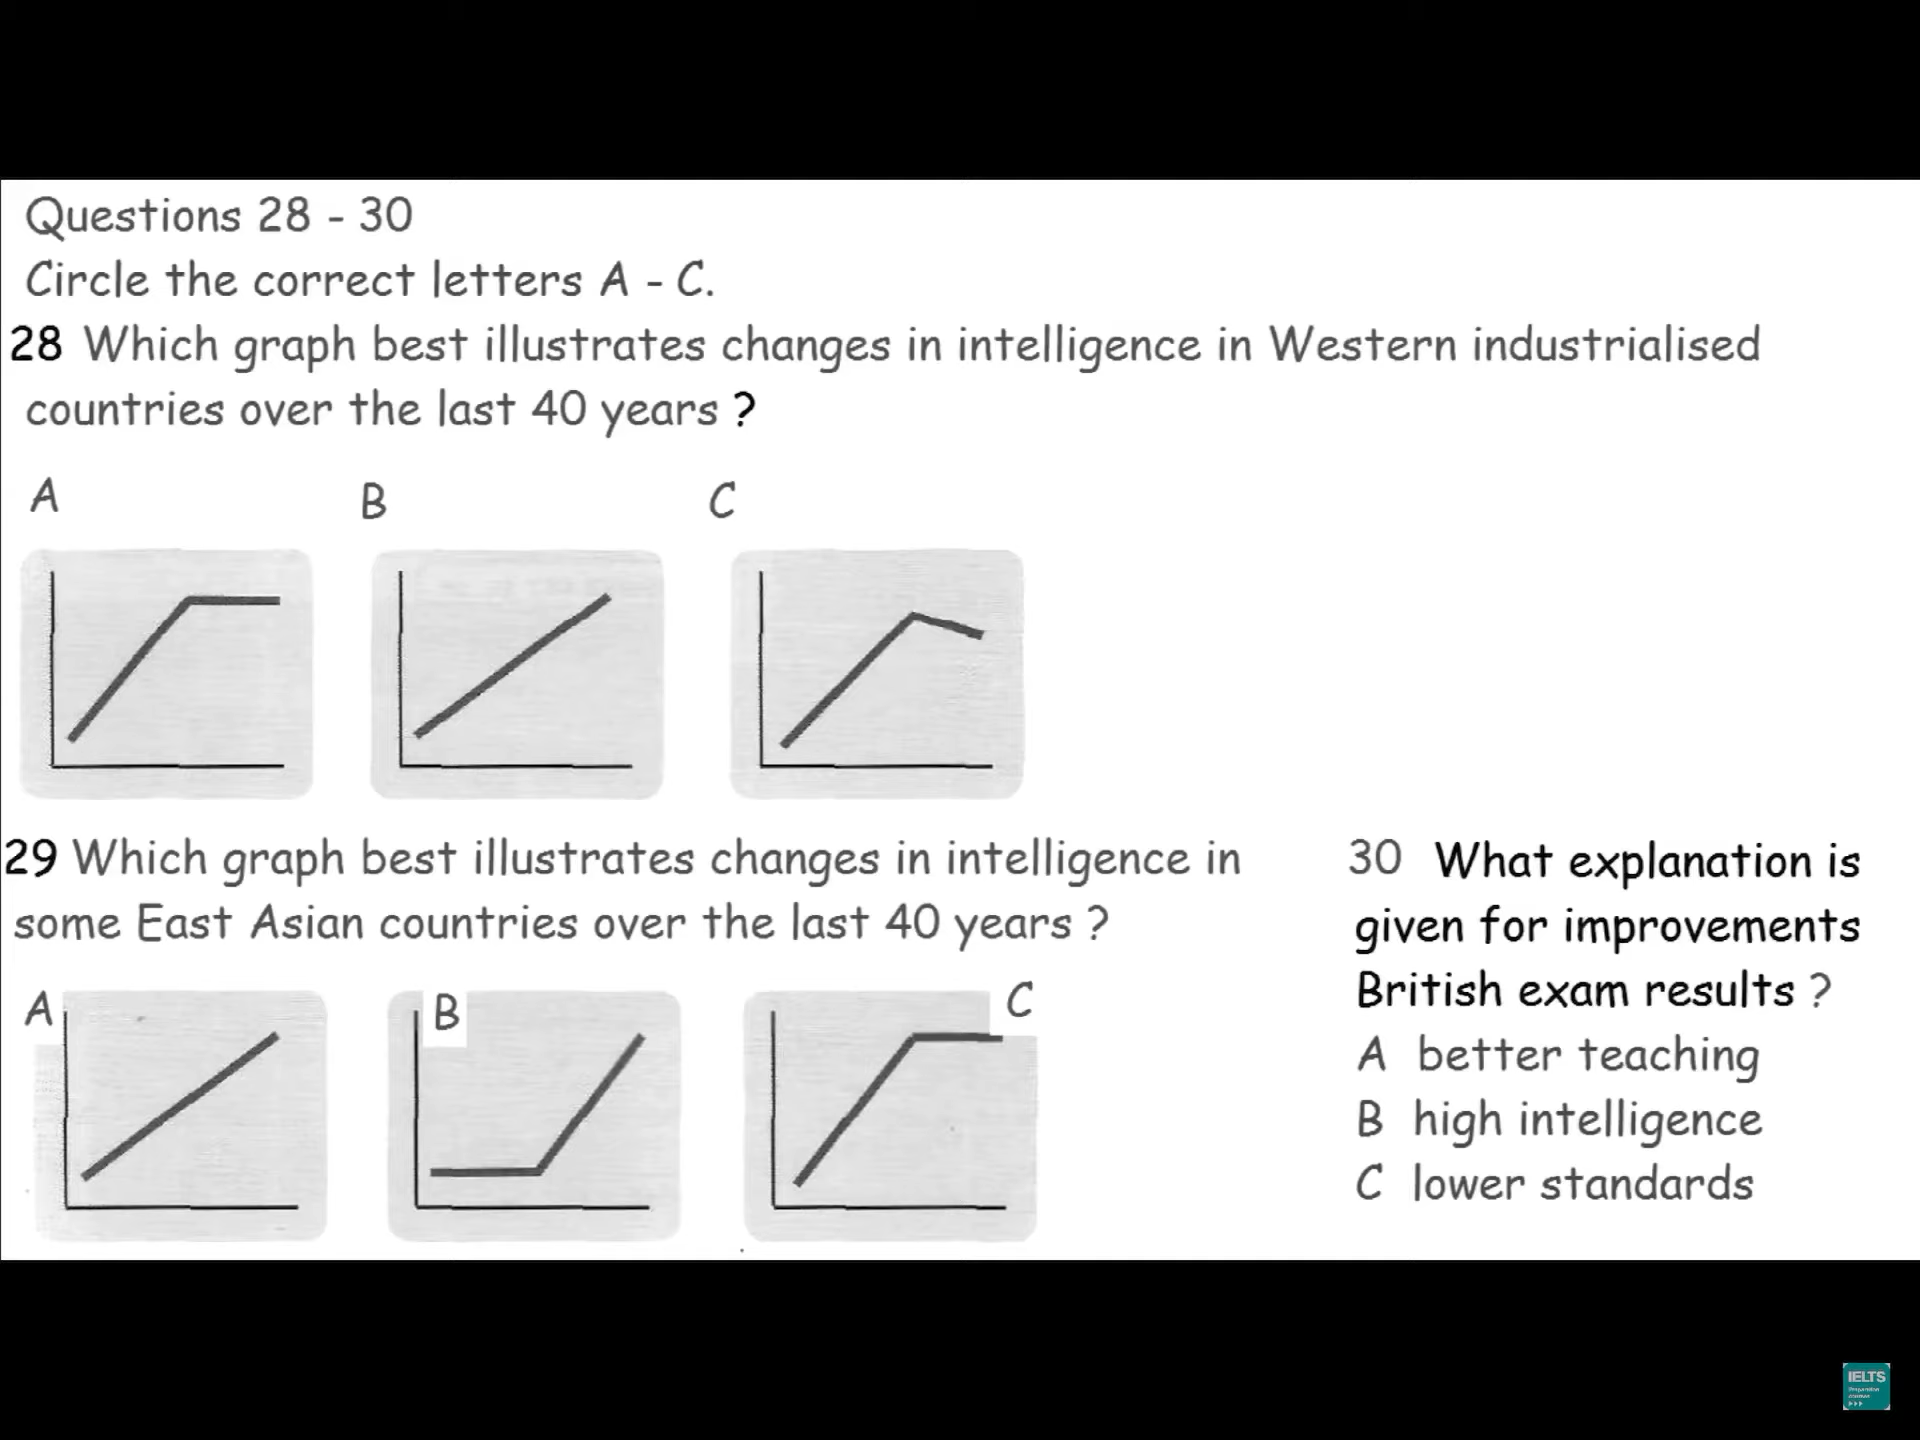 Questions 28 - 30
Circle the correct letters A - C.
28 Which graph best illustrates changes in intelligence in Western industrialised
countries over the last 40 years ?
A B C
29 Which graph best illustrates changes in intelligence in
some East Asian countries over the last 40 years ?
A B C
30 What explanation is
given for improvements
British exam results ?
A better teaching
B high intelligence
C lower standards
IELTS
Preparation
courses